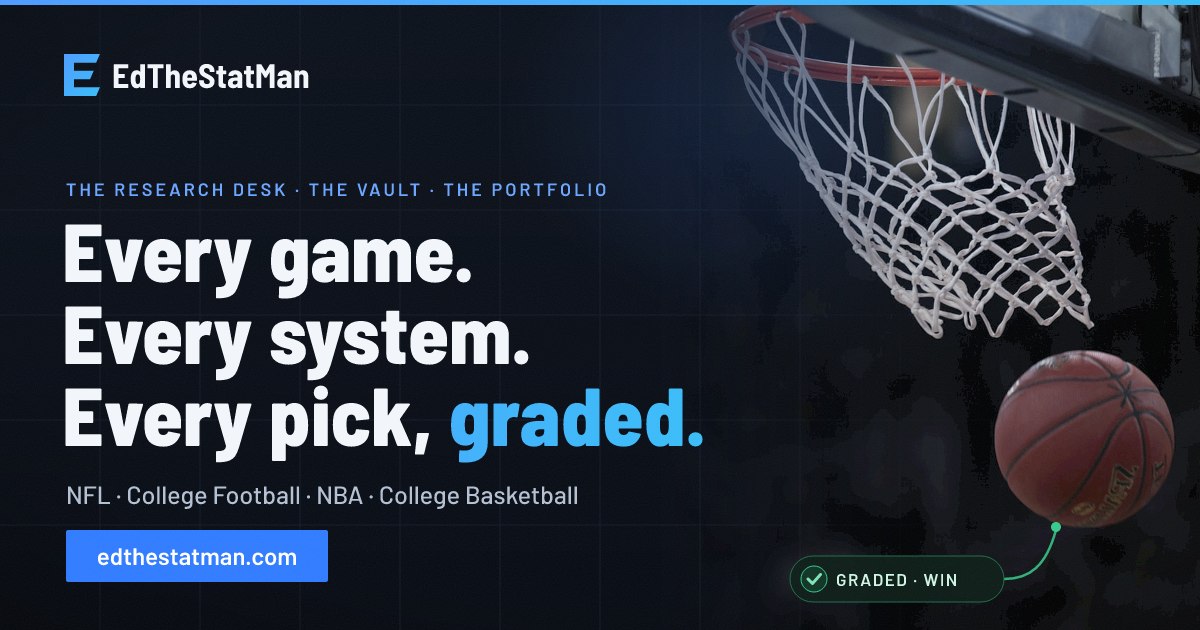 EdTheStatMan
THE RESEARCH DESK · THE VAULT · THE PORTFOLIO
Every game.
Every system.
Every pick, graded.
NFL · College Football · NBA · College Basketball
edthestatman.com
GRADED · WIN